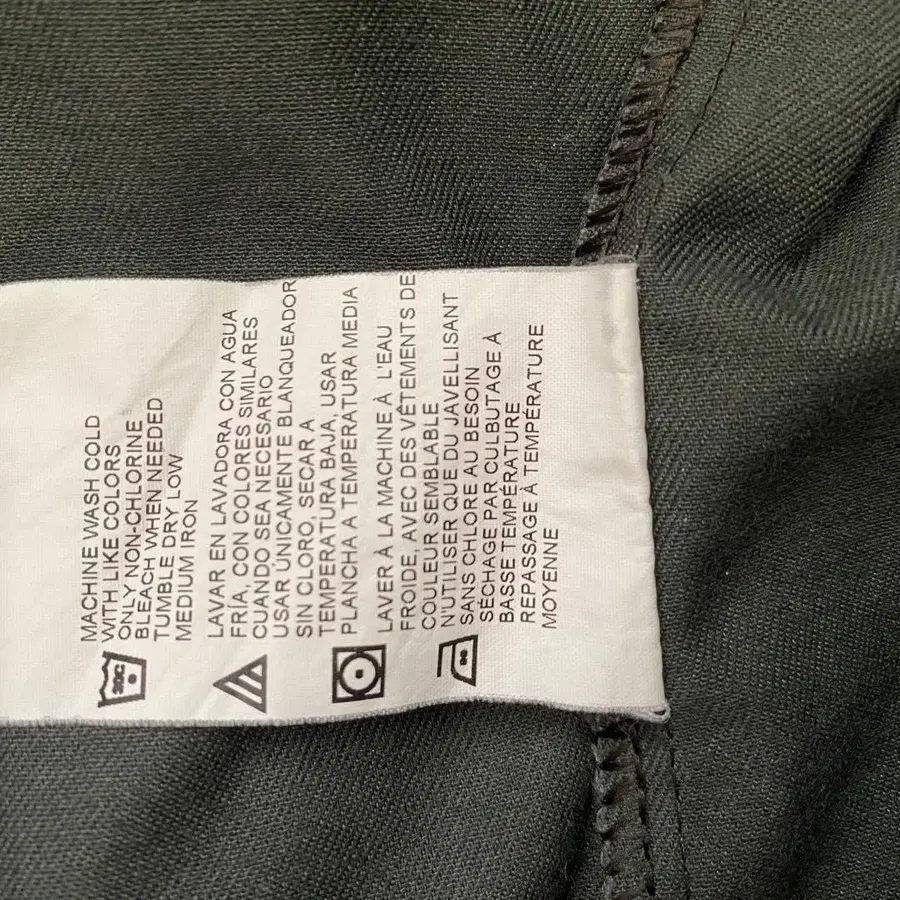 MACHINE WASH COLD
WITH LIKE COLORS
ONLY NON-CHLORINE
BLEACH WHEN NEEDED
TUMBLE DRY LOW
MEDIUM IRON
LAVAR EN LAVADORA CON AGUA
FRÍA, CON COLORES SIMILARES
CUANDO SEA NECESARIO
USAR ÚNICAMENTE BLANQUEADOR
SIN CLORO, SECAR A
TEMPERATURA BAJA, USAR
PLANCHA A TEMPERATURA MEDIA
LAVER À LA MACHINE À L'EAU
FROIDE, AVEC DES VÊTEMENTS DE
COULEUR SEMBLABLE
N'UTILISER QUE DU JAVELLISANT
SANS CHLORE AU BESOIN
SÉCHAGE PAR CULBUTAGE À
BASSE TEMPÉRATURE
REPASSAGE À TEMPÉRATURE
MOYENNE